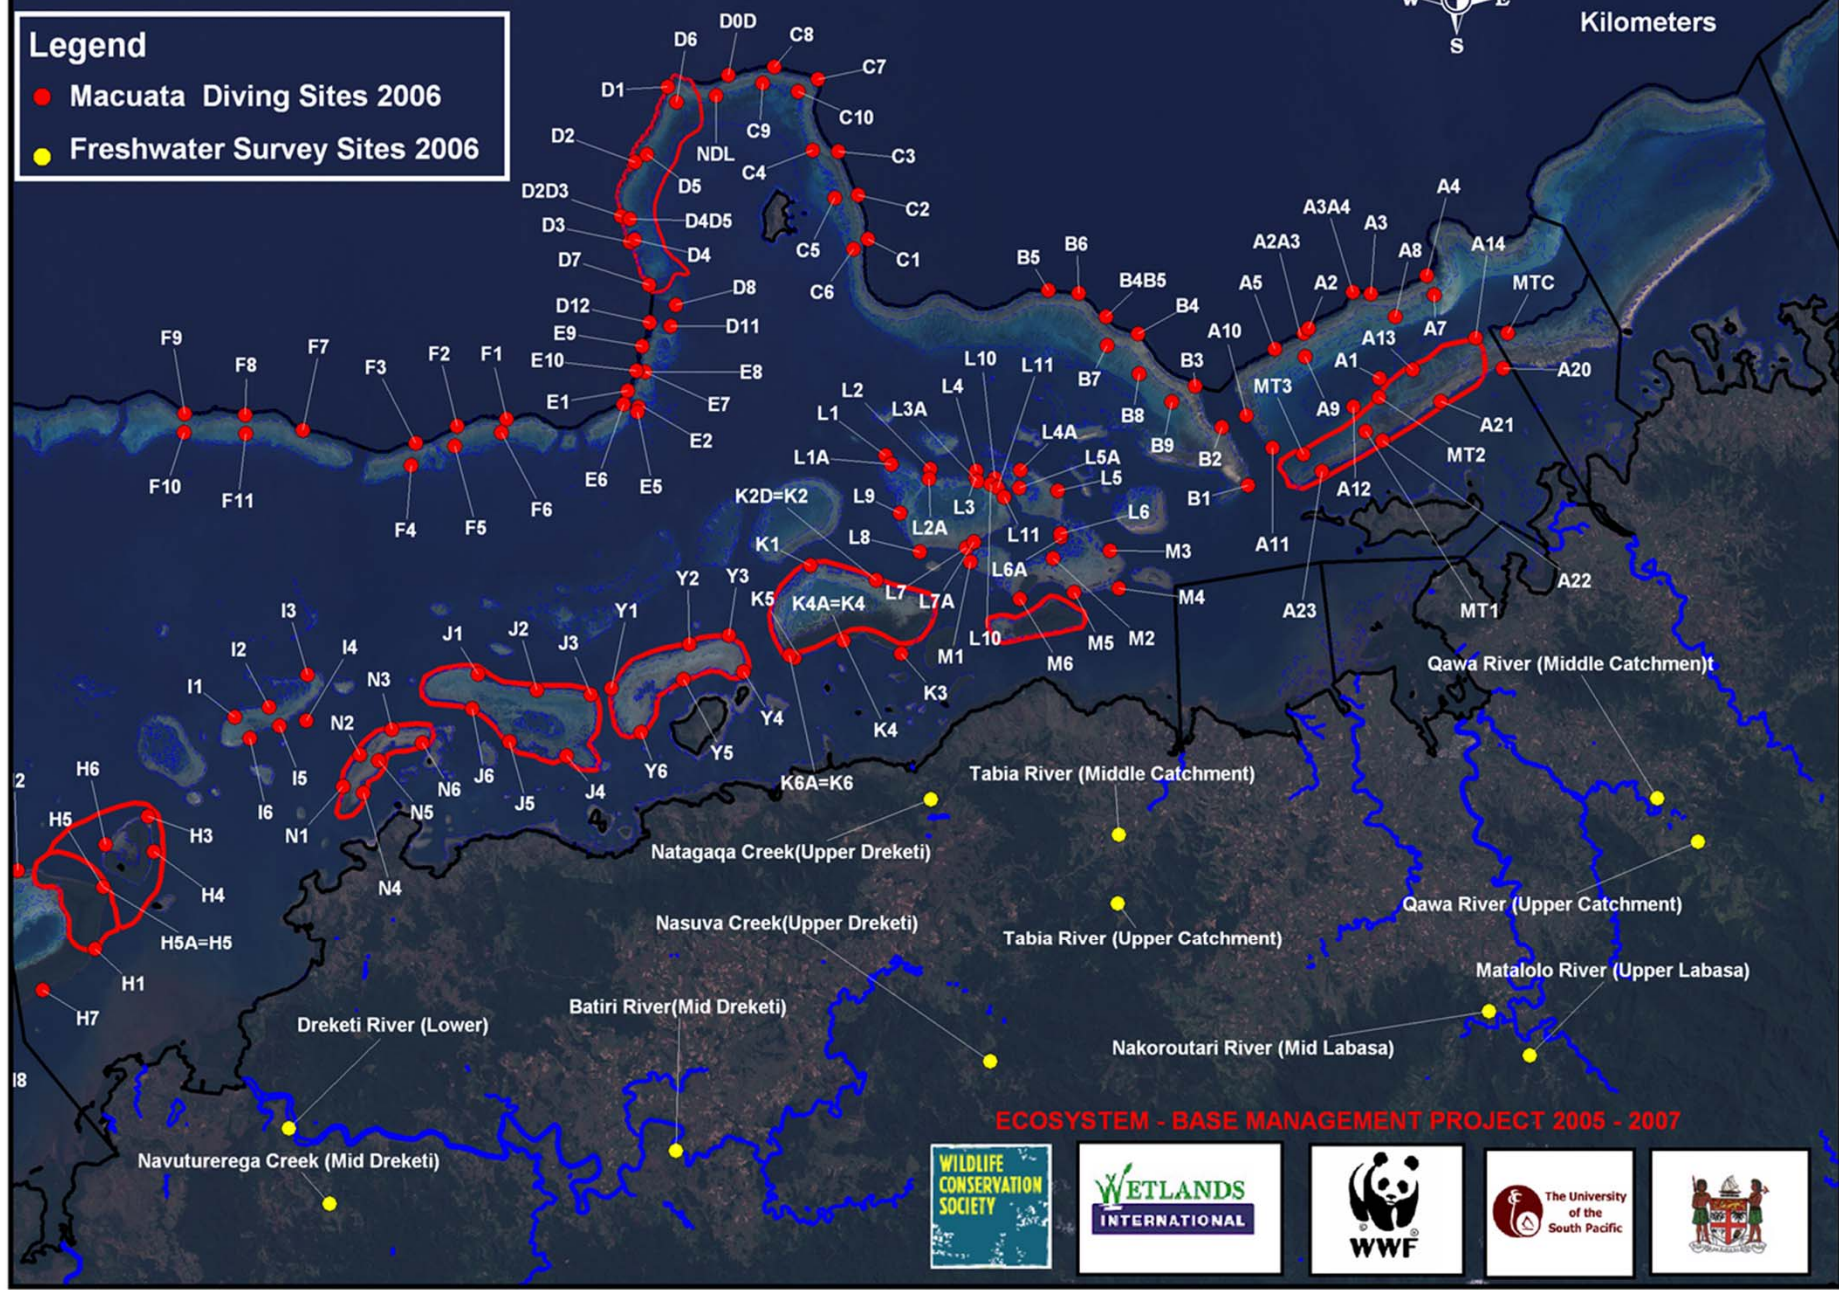 W E
S
Kilometers
Legend
Macuata Diving Sites 2006
Freshwater Survey Sites 2006
D0D
C8
D6
C7
D1
C9
C10
D2
NDL
C4
C3
D5
D2D3
D4D5
C2
D3
D4
C5
C1
D7
D8
C6
D12
D11
E9
E10
E8
E1
E7
E2
E6
E5
F9
F8
F7
F3
F2
F1
F10
F11
F4
F5
F6
B5
B6
B4B5
B4
B3
B7
B8
B9
B2
B1
A4
A3A4
A3
A2A3
A8
A14
A5
A2
MTC
A10
A13
A7
A1
MT3
A20
A9
A21
MT2
A12
A11
A22
A23
MT1
L10
L11
L4
L2
L3A
L1
L4A
L1A
L5A
L5
K2D=K2
L9
L3
L2A
L6
L8
L11
K1
M3
L6A
K5
K4A=K4
L7
L7A
M4
L10
M5
M2
M1
M6
K3
K4
K6A=K6
Y2
Y3
Y1
Y4
Y5
Y6
J1
J2
J3
J6
J5
J4
I3
I2
I4
I1
I5
I6
N3
N2
N6
N5
N1
N4
I2
H6
H5
H3
H4
H5A=H5
H1
H7
I8
Qawa River (Middle Catchmen)t
Tabia River (Middle Catchment)
Natagaqa Creek(Upper Dreketi)
Qawa River (Upper Catchment)
Nasuva Creek(Upper Dreketi)
Tabia River (Upper Catchment)
Matalolo River (Upper Labasa)
Batiri River(Mid Dreketi)
Dreketi River (Lower)
Nakoroutari River (Mid Labasa)
Navuturerega Creek (Mid Dreketi)
ECOSYSTEM - BASE MANAGEMENT PROJECT 2005 - 2007
WILDLIFE
CONSERVATION
SOCIETY
WETLANDS
INTERNATIONAL
WWF
The University
of the
South Pacific